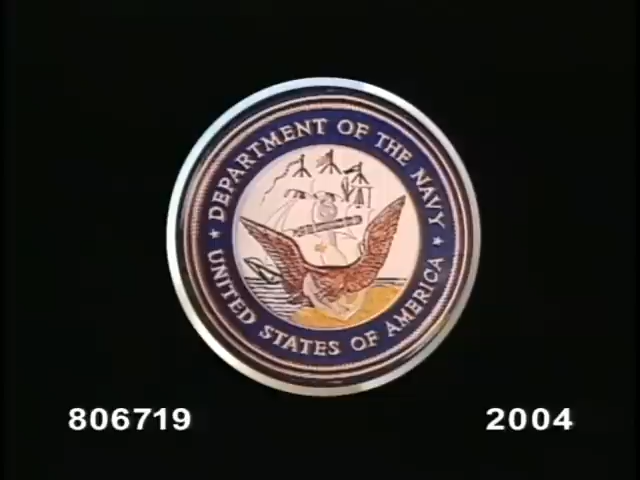 DEPARTMENT OF THE NAVY
UNITED STATES OF AMERICA
806719
2004